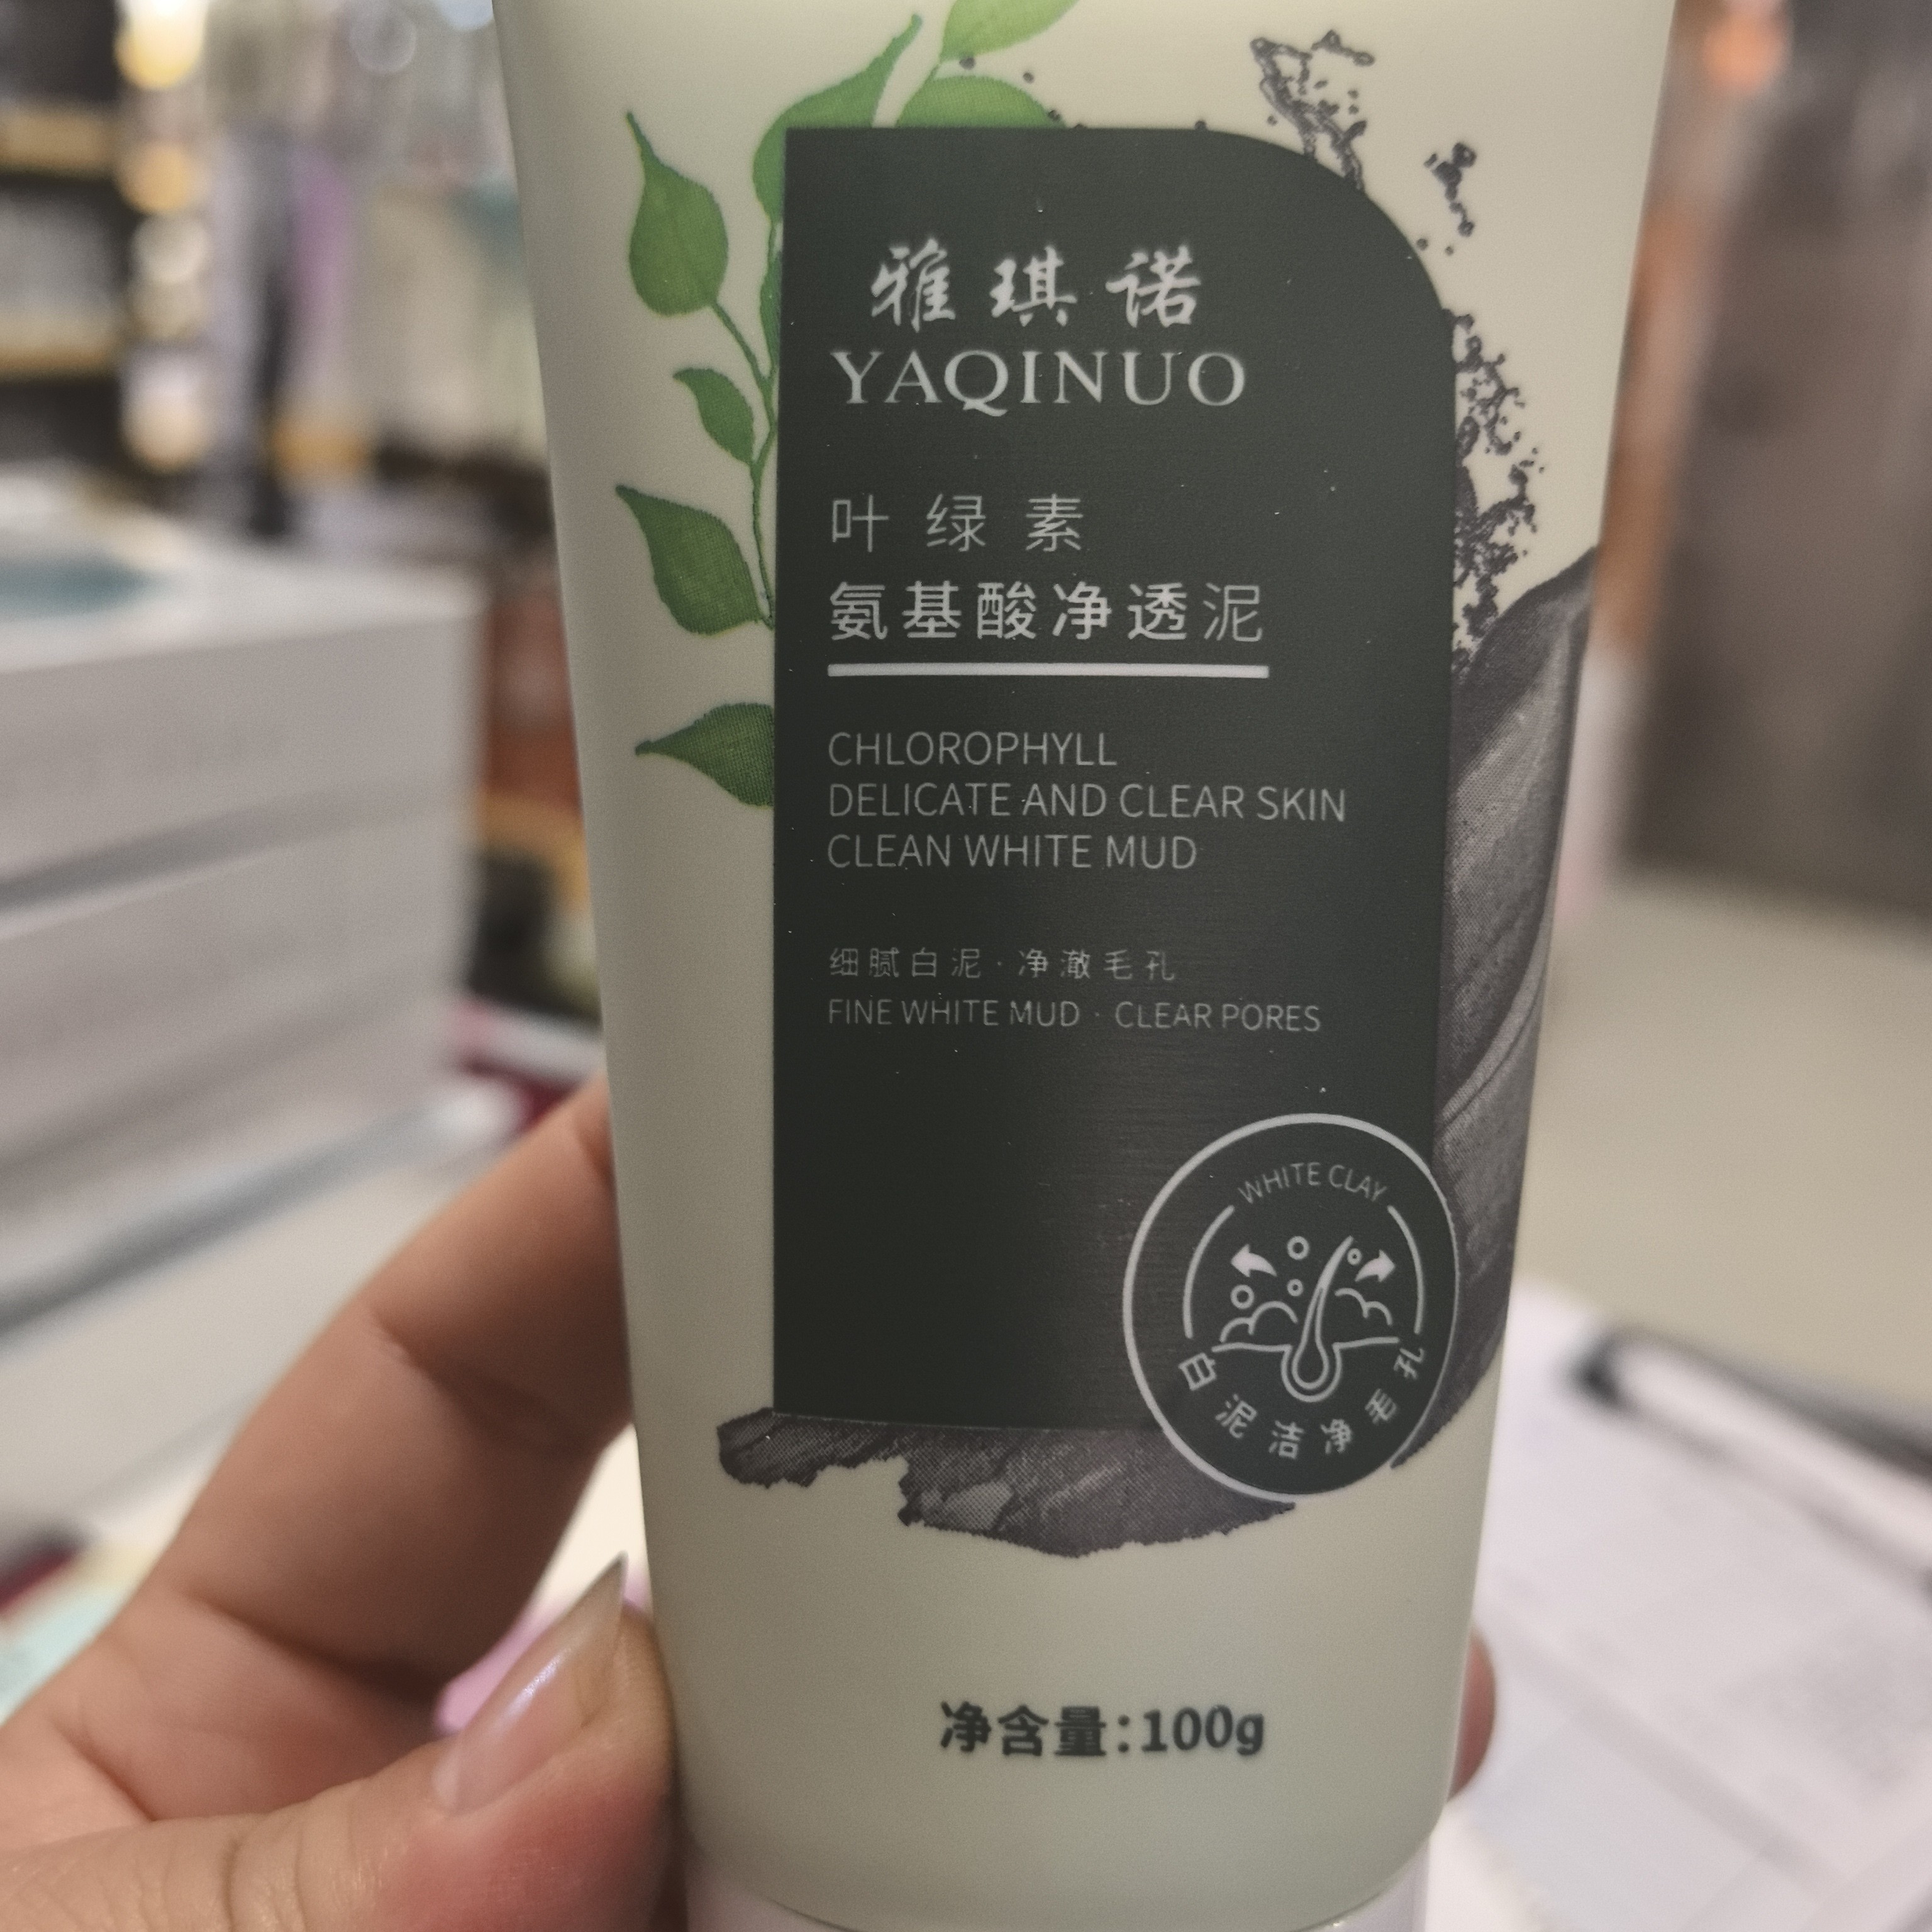 雅琪诺
YAQINUO
叶绿素
氨基酸净透泥
CHLOROPHYLL
DELICATE AND CLEAR SKIN
CLEAN WHITE MUD
细腻白泥·净澈毛孔
FINE WHITE MUD · CLEAR PORES
WHITE CLAY
白泥洁净毛孔
净含量:100g